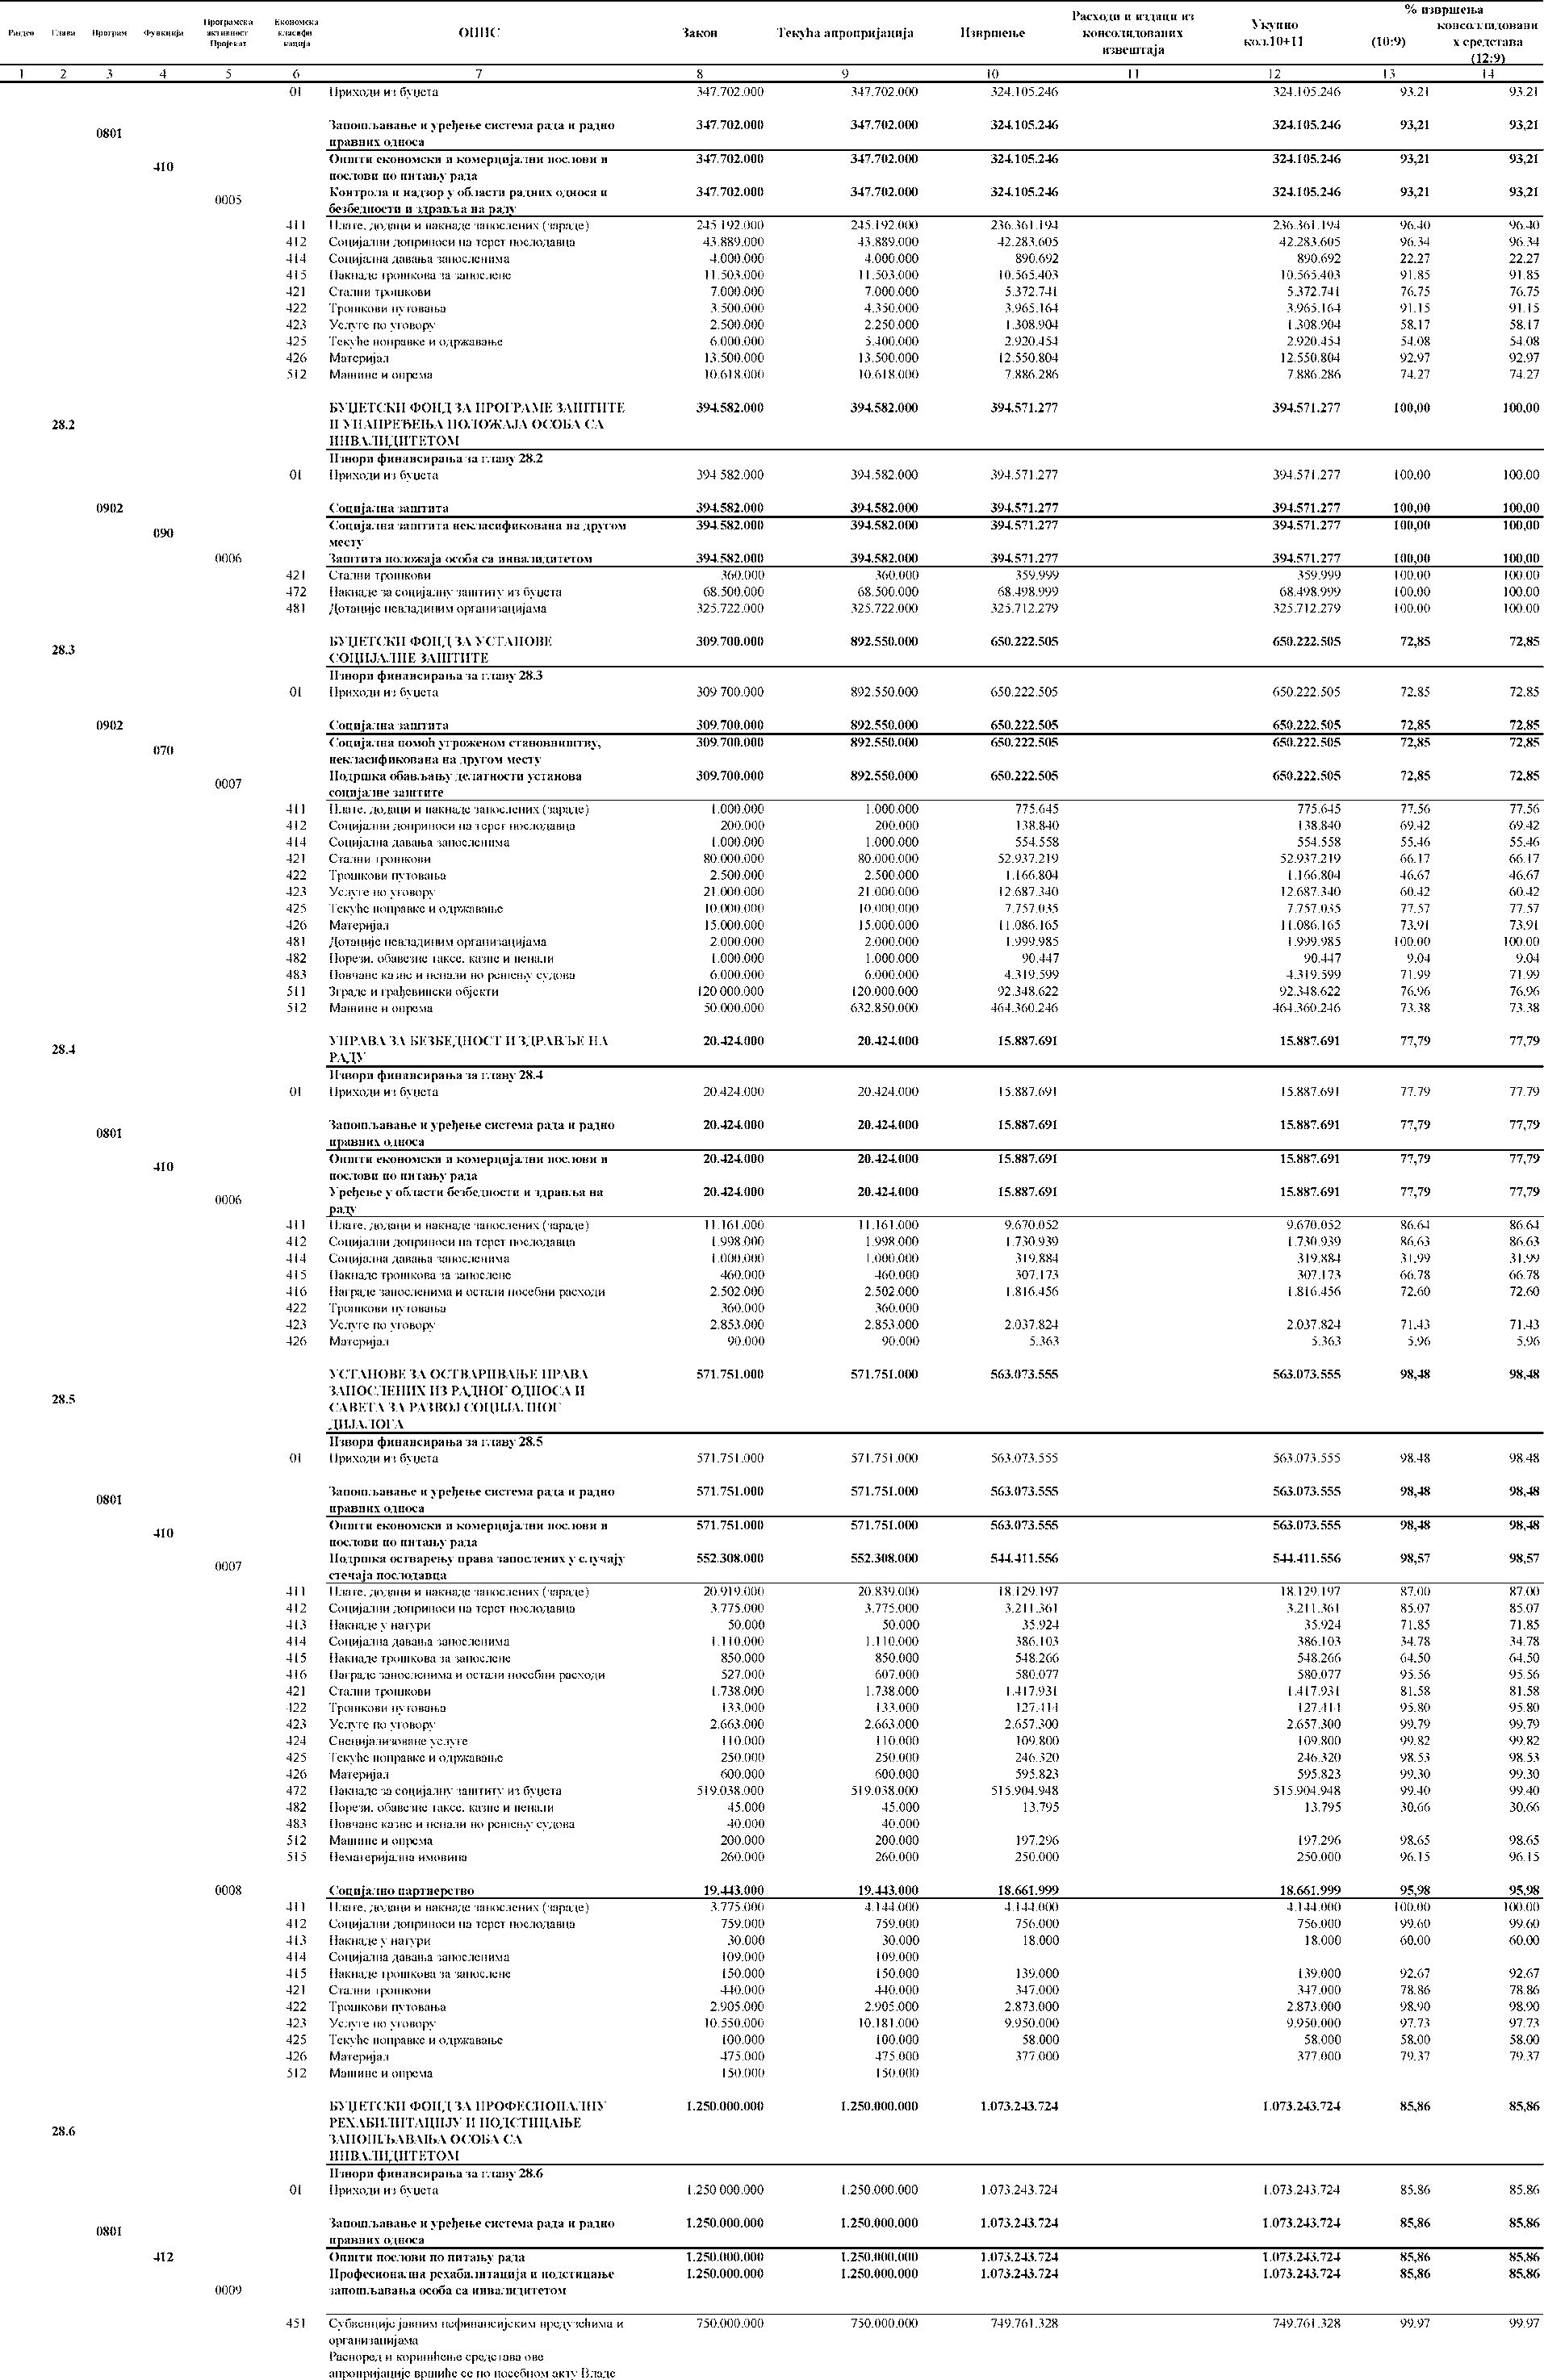 Раздео Глава Програм Функција Програмска активност Пројекат Економска класификација ОПИС Закон Текућа апропријација Извршење Расходи и издаци из консолидованих извештаја Укупно кол.10+11 % извршења (10:9) консолидованих средстава (12:9)
1 2 3 4 5 6 7 8 9 10 11 12 13 14
01 Приходи из буџета 347.702.000 347.702.000 324.105.246 324.105.246 93,21 93,21
0801 Запошљавање и уређење система рада и радно правних односа 347.702.000 347.702.000 324.105.246 324.105.246 93,21 93,21
410 Општи економски и комерцијални послови и послови по питању рада 347.702.000 347.702.000 324.105.246 324.105.246 93,21 93,21
0005 Контрола и надзор у области радних односа и безбедности и здравља на раду 347.702.000 347.702.000 324.105.246 324.105.246 93,21 93,21
411 Плате, додаци и накнаде запослених (зараде) 245.192.000 245.192.000 236.361.194 236.361.194 96,40 96,40
412 Социјални доприноси на терет послодавца 43.889.000 43.889.000 42.283.605 42.283.605 96,34 96,34
414 Социјална давања запосленима 4.000.000 4.000.000 890.692 890.692 22,27 22,27
415 Накнаде трошкова за запослене 11.503.000 11.503.000 10.565.403 10.565.403 91,85 91,85
421 Стални трошкови 7.000.000 7.000.000 5.372.741 5.372.741 76,75 76,75
422 Трошкови путовања 3.500.000 4.350.000 3.965.164 3.965.164 91,15 91,15
423 Услуге по уговору 2.500.000 2.250.000 1.308.904 1.308.904 58,17 58,17
425 Текуће поправке и одржавање 6.000.000 5.400.000 2.920.454 2.920.454 54,08 54,08
426 Материјал 13.500.000 13.500.000 12.550.804 12.550.804 92,97 92,97
512 Машине и опрема 10.618.000 10.618.000 7.886.286 7.886.286 74,27 74,27
28.2 БУЏЕТСКИ ФОНД ЗА ПРОГРАМЕ ЗАШТИТЕ И УНАПРЕЂЕЊА ПОЛОЖАЈА ОСОБА СА ИНВАЛИДИТЕТОМ 394.582.000 394.582.000 394.571.277 394.571.277 100,00 100,00
Извори финансирања за главу 28.2
01 Приходи из буџета 394.582.000 394.582.000 394.571.277 394.571.277 100,00 100,00
0902 Социјална заштита 394.582.000 394.582.000 394.571.277 394.571.277 100,00 100,00
090 Социјална заштита некласификована на другом месту 394.582.000 394.582.000 394.571.277 394.571.277 100,00 100,00
0006 Заштита положаја особа са инвалидитетом 394.582.000 394.582.000 394.571.277 394.571.277 100,00 100,00
421 Стални трошкови 360.000 360.000 359.999 359.999 100,00 100,00
472 Накнаде за социјалну заштиту из буџета 68.500.000 68.500.000 68.498.999 68.498.999 100,00 100,00
481 Дотације невладиним организацијама 325.722.000 325.722.000 325.712.279 325.712.279 100,00 100,00
28.3 БУЏЕТСКИ ФОНД ЗА УСТАНОВЕ СОЦИЈАЛНЕ ЗАШТИТЕ 309.700.000 892.550.000 650.222.505 650.222.505 72,85 72,85
Извори финансирања за главу 28.3
01 Приходи из буџета 309.700.000 892.550.000 650.222.505 650.222.505 72,85 72,85
0902 Социјална заштита 309.700.000 892.550.000 650.222.505 650.222.505 72,85 72,85
070 Социјална помоћ угроженом становништву, некласификована на другом месту 309.700.000 892.550.000 650.222.505 650.222.505 72,85 72,85
0007 Подршка обављању делатности установа социјалне заштите 309.700.000 892.550.000 650.222.505 650.222.505 72,85 72,85
411 Плате, додаци и накнаде запослених (зараде) 1.000.000 1.000.000 775.645 775.645 77,56 77,56
412 Социјални доприноси на терет послодавца 200.000 200.000 138.840 138.840 69,42 69,42
414 Социјална давања запосленима 1.000.000 1.000.000 554.558 554.558 55,46 55,46
421 Стални трошкови 80.000.000 80.000.000 52.937.219 52.937.219 66,17 66,17
422 Трошкови путовања 2.500.000 2.500.000 1.166.804 1.166.804 46,67 46,67
423 Услуге по уговору 21.000.000 21.000.000 12.687.340 12.687.340 60,42 60,42
425 Текуће поправке и одржавање 10.000.000 10.000.000 7.757.035 7.757.035 77,57 77,57
426 Материјал 15.000.000 15.000.000 11.086.165 11.086.165 73,91 73,91
481 Дотације невладиним организацијама 2.000.000 2.000.000 1.999.985 1.999.985 100,00 100,00
482 Порези, обавезне таксе, казне и пенали 1.000.000 1.000.000 90.447 90.447 9,04 9,04
483 Новчане казне и пенали по решењу судова 6.000.000 6.000.000 4.319.599 4.319.599 71,99 71,99
511 Зграде и грађевински објекти 120.000.000 120.000.000 92.348.622 92.348.622 76,96 76,96
512 Машине и опрема 50.000.000 632.850.000 464.360.246 464.360.246 73,38 73,38
28.4 УПРАВА ЗА БЕЗБЕДНОСТ И ЗДРАВЉЕ НА РАДУ 20.424.000 20.424.000 15.887.691 15.887.691 77,79 77,79
Извори финансирања за главу 28.4
01 Приходи из буџета 20.424.000 20.424.000 15.887.691 15.887.691 77,79 77,79
0801 Запошљавање и уређење система рада и радно правних односа 20.424.000 20.424.000 15.887.691 15.887.691 77,79 77,79
410 Општи економски и комерцијални послови и послови по питању рада 20.424.000 20.424.000 15.887.691 15.887.691 77,79 77,79
0006 Уређење у области безбедности и здравља на раду 20.424.000 20.424.000 15.887.691 15.887.691 77,79 77,79
411 Плате, додаци и накнаде запослених (зараде) 11.161.000 11.161.000 9.670.052 9.670.052 86,64 86,64
412 Социјални доприноси на терет послодавца 1.998.000 1.998.000 1.730.939 1.730.939 86,63 86,63
414 Социјална давања запосленима 1.000.000 1.000.000 319.884 319.884 31,99 31,99
415 Накнаде трошкова за запослене 460.000 460.000 307.173 307.173 66,78 66,78
416 Награде запосленима и остали посебни расходи 2.502.000 2.502.000 1.816.456 1.816.456 72,60 72,60
422 Трошкови путовања 360.000 360.000
423 Услуге по уговору 2.853.000 2.853.000 2.037.824 2.037.824 71,43 71,43
426 Материјал 90.000 90.000 5.363 5.363 5,96 5,96
28.5 УСТАНОВЕ ЗА ОСТВАРИВАЊЕ ПРАВА ЗАПОСЛЕНИХ ИЗ РАДНОГ ОДНОСА И САВЕТА ЗА РАЗВОЈ СОЦИЈАЛНОГ ДИЈАЛОГА 571.751.000 571.751.000 563.073.555 563.073.555 98,48 98,48
Извори финансирања за главу 28.5
01 Приходи из буџета 571.751.000 571.751.000 563.073.555 563.073.555 98,48 98,48
0801 Запошљавање и уређење система рада и радно правних односа 571.751.000 571.751.000 563.073.555 563.073.555 98,48 98,48
410 Општи економски и комерцијални послови и послови по питању рада 571.751.000 571.751.000 563.073.555 563.073.555 98,48 98,48
0007 Подршка остварењу права запослених у случају стечаја послодавца 552.308.000 552.308.000 544.411.556 544.411.556 98,57 98,57
411 Плате, додаци и накнаде запослених (зараде) 20.919.000 20.839.000 18.129.197 18.129.197 87,00 87,00
412 Социјални доприноси на терет послодавца 3.775.000 3.775.000 3.211.361 3.211.361 85,07 85,07
413 Накнаде у натури 50.000 50.000 35.924 35.924 71,85 71,85
414 Социјална давања запосленима 1.110.000 1.110.000 386.103 386.103 34,78 34,78
415 Накнаде трошкова за запослене 850.000 850.000 548.266 548.266 64,50 64,50
416 Награде запосленима и остали посебни расходи 527.000 607.000 580.077 580.077 95,56 95,56
421 Стални трошкови 1.738.000 1.738.000 1.417.931 1.417.931 81,58 81,58
422 Трошкови путовања 133.000 133.000 127.414 127.414 95,80 95,80
423 Услуге по уговору 2.663.000 2.663.000 2.657.300 2.657.300 99,79 99,79
424 Специјализоване услуге 110.000 110.000 109.800 109.800 99,82 99,82
425 Текуће поправке и одржавање 250.000 250.000 246.320 246.320 98,53 98,53
426 Материјал 600.000 600.000 595.823 595.823 99,30 99,30
472 Накнаде за социјалну заштиту из буџета 519.038.000 519.038.000 515.904.948 515.904.948 99,40 99,40
482 Порези, обавезне таксе, казне и пенали 45.000 45.000 13.795 13.795 30,66 30,66
483 Новчане казне и пенали по решењу судова 40.000 40.000
512 Машине и опрема 200.000 200.000 197.296 197.296 98,65 98,65
515 Нематеријална имовина 260.000 260.000 250.000 250.000 96,15 96,15
0008 Социјално партнерство 19.443.000 19.443.000 18.661.999 18.661.999 95,98 95,98
411 Плате, додаци и накнаде запослених (зараде) 3.775.000 4.144.000 4.144.000 4.144.000 100,00 100,00
412 Социјални доприноси на терет послодавца 759.000 759.000 756.000 756.000 99,60 99,60
413 Накнаде у натури 30.000 30.000 18.000 18.000 60,00 60,00
414 Социјална давања запосленима 109.000 109.000
415 Накнаде трошкова за запослене 150.000 150.000 139.000 139.000 92,67 92,67
421 Стални трошкови 440.000 440.000 347.000 347.000 78,86 78,86
422 Трошкови путовања 2.905.000 2.905.000 2.873.000 2.873.000 98,90 98,90
423 Услуге по уговору 10.550.000 10.181.000 9.950.000 9.950.000 97,73 97,73
425 Текуће поправке и одржавање 100.000 100.000 58.000 58.000 58,00 58,00
426 Материјал 475.000 475.000 377.000 377.000 79,37 79,37
512 Машине и опрема 150.000 150.000
28.6 БУЏЕТСКИ ФОНД ЗА ПРОФЕСИОНАЛНУ РЕХАБИЛИТАЦИЈУ И ПОДСТИЦАЊЕ ЗАПОШЉАВАЊА ОСОБА СА ИНВАЛИДИТЕТОМ 1.250.000.000 1.250.000.000 1.073.243.724 1.073.243.724 85,86 85,86
Извори финансирања за главу 28.6
01 Приходи из буџета 1.250.000.000 1.250.000.000 1.073.243.724 1.073.243.724 85,86 85,86
0801 Запошљавање и уређење система рада и радно правних односа 1.250.000.000 1.250.000.000 1.073.243.724 1.073.243.724 85,86 85,86
412 Општи послови по питању рада 1.250.000.000 1.250.000.000 1.073.243.724 1.073.243.724 85,86 85,86
0009 Професионална рехабилитација и подстицање запошљавања особа са инвалидитетом 1.250.000.000 1.250.000.000 1.073.243.724 1.073.243.724 85,86 85,86
451 Субвенције јавним нефинансијским предузећима и организацијама 750.000.000 750.000.000 749.761.328 749.761.328 99,97 99,97
Распоред и коришћење средстава ове
апропријације вршиће се по посебном акту Владе